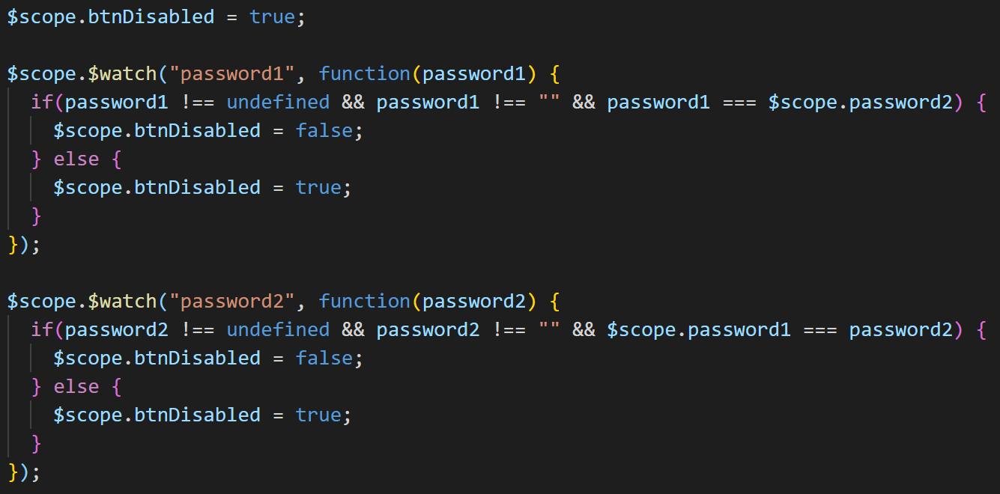 $scope.btnDisabled = true;

$scope.$watch("password1", function(password1) {
  if(password1 !== undefined && password1 !== "" && password1 === $scope.password2) {
    $scope.btnDisabled = false;
  } else {
    $scope.btnDisabled = true;
  }
});

$scope.$watch("password2", function(password2) {
  if(password2 !== undefined && password2 !== "" && $scope.password1 === password2) {
    $scope.btnDisabled = false;
  } else {
    $scope.btnDisabled = true;
  }
});